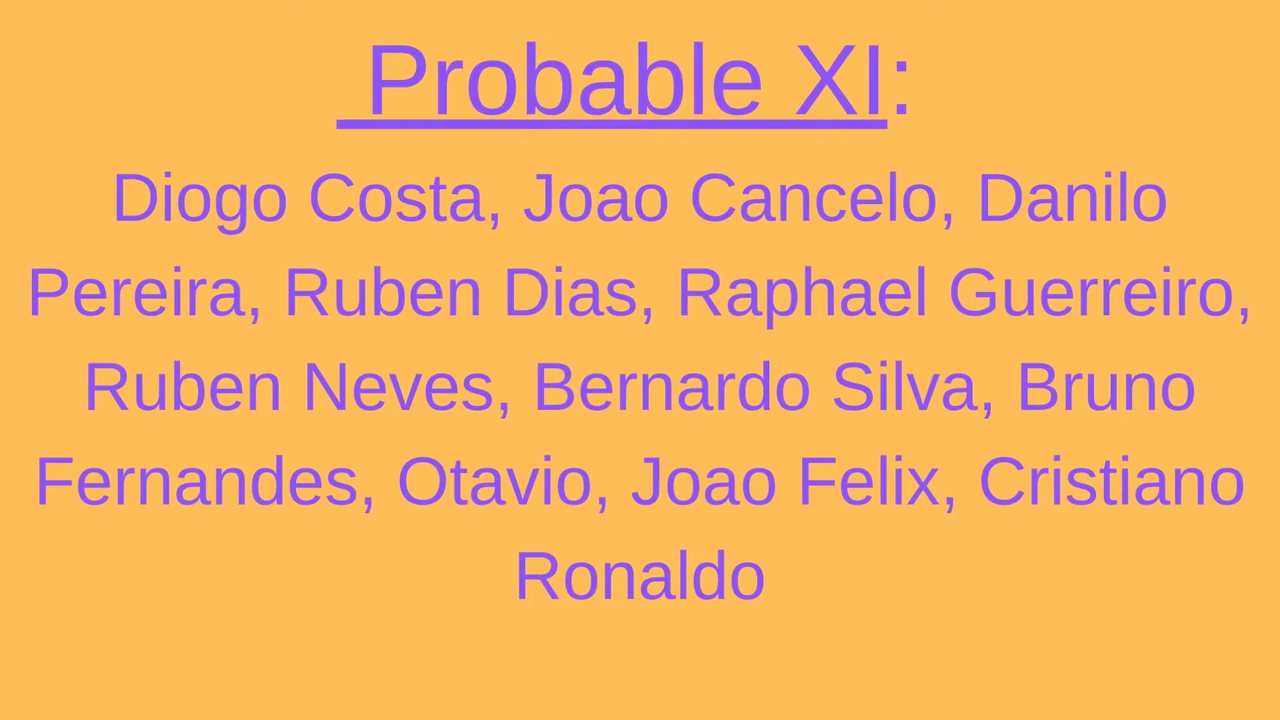 Probable XI:
Diogo Costa, Joao Cancelo, Danilo
Pereira, Ruben Dias, Raphael Guerreiro,
Ruben Neves, Bernardo Silva, Bruno
Fernandes, Otavio, Joao Felix, Cristiano
Ronaldo